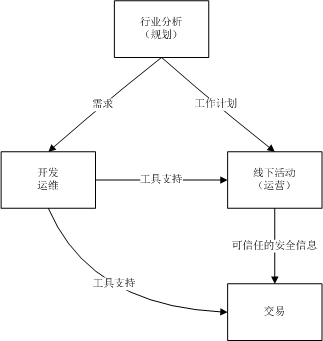 行业分析
（规划）
需求
工作计划
开发
运维
工具支持
线下活动
（运营）
可信任的安全信息
工具支持
交易